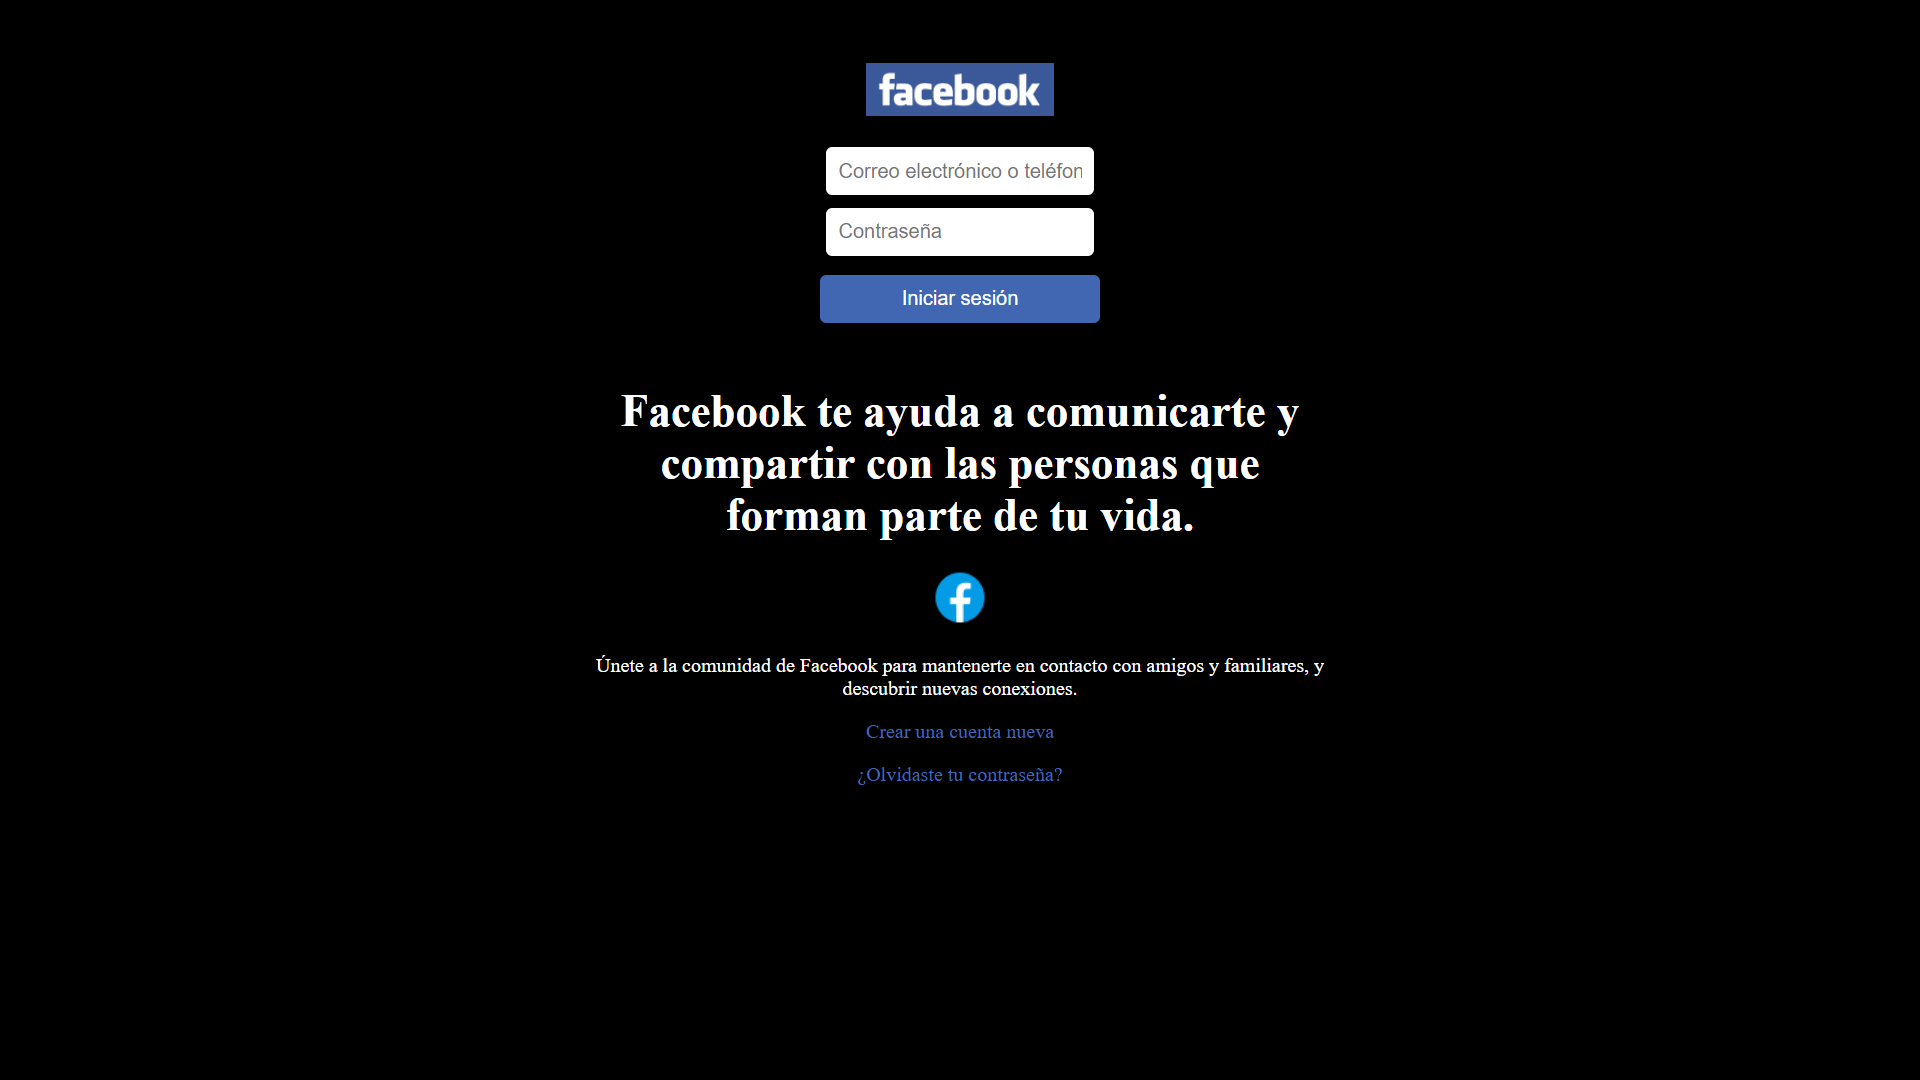 facebook
Correo electrónico o teléfon
Contraseña
Iniciar sesión
Facebook te ayuda a comunicarte y
compartir con las personas que
forman parte de tu vida.
Únete a la comunidad de Facebook para mantenerte en contacto con amigos y familiares, y
descubrir nuevas conexiones.
Crear una cuenta nueva
¿Olvidaste tu contraseña?